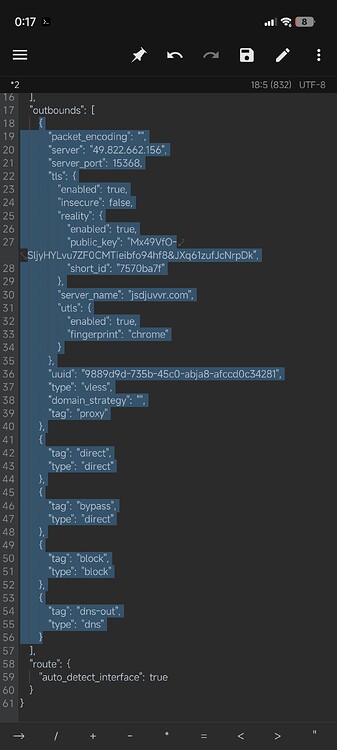 0:17
8
*2
18:5 (832) UTF-8
16 ],
17 "outbounds": [
18 {
19 "packet_encoding": "",
20 "server": "49.822.662.156",
21 "server_port": 15368,
22 "tls": {
23 "enabled": true,
24 "insecure": false,
25 "reality": {
26 "enabled": true,
27 "public_key": "Mx49VfO-
SljyHYLvu7ZF0CMTieibfo94hf8&JXq61zufJcNrpDk",
28 "short_id": "7570ba7f"
29 },
30 "server_name": "jsdjuvvr.com",
31 "utls": {
32 "enabled": true,
33 "fingerprint": "chrome"
34 }
35 },
36 "uuid": "9889d9d-735b-45c0-abja8-afccd0c34281",
37 "type": "vless",
38 "domain_strategy": "",
39 "tag": "proxy"
40 },
41 {
42 "tag": "direct",
43 "type": "direct"
44 },
45 {
46 "tag": "bypass",
47 "type": "direct"
48 },
49 {
50 "tag": "block",
51 "type": "block"
52 },
53 {
54 "tag": "dns-out",
55 "type": "dns"
56 }
57 ],
58 "route": {
59 "auto_detect_interface": true
60 }
61 }
→ / + - * = < > "